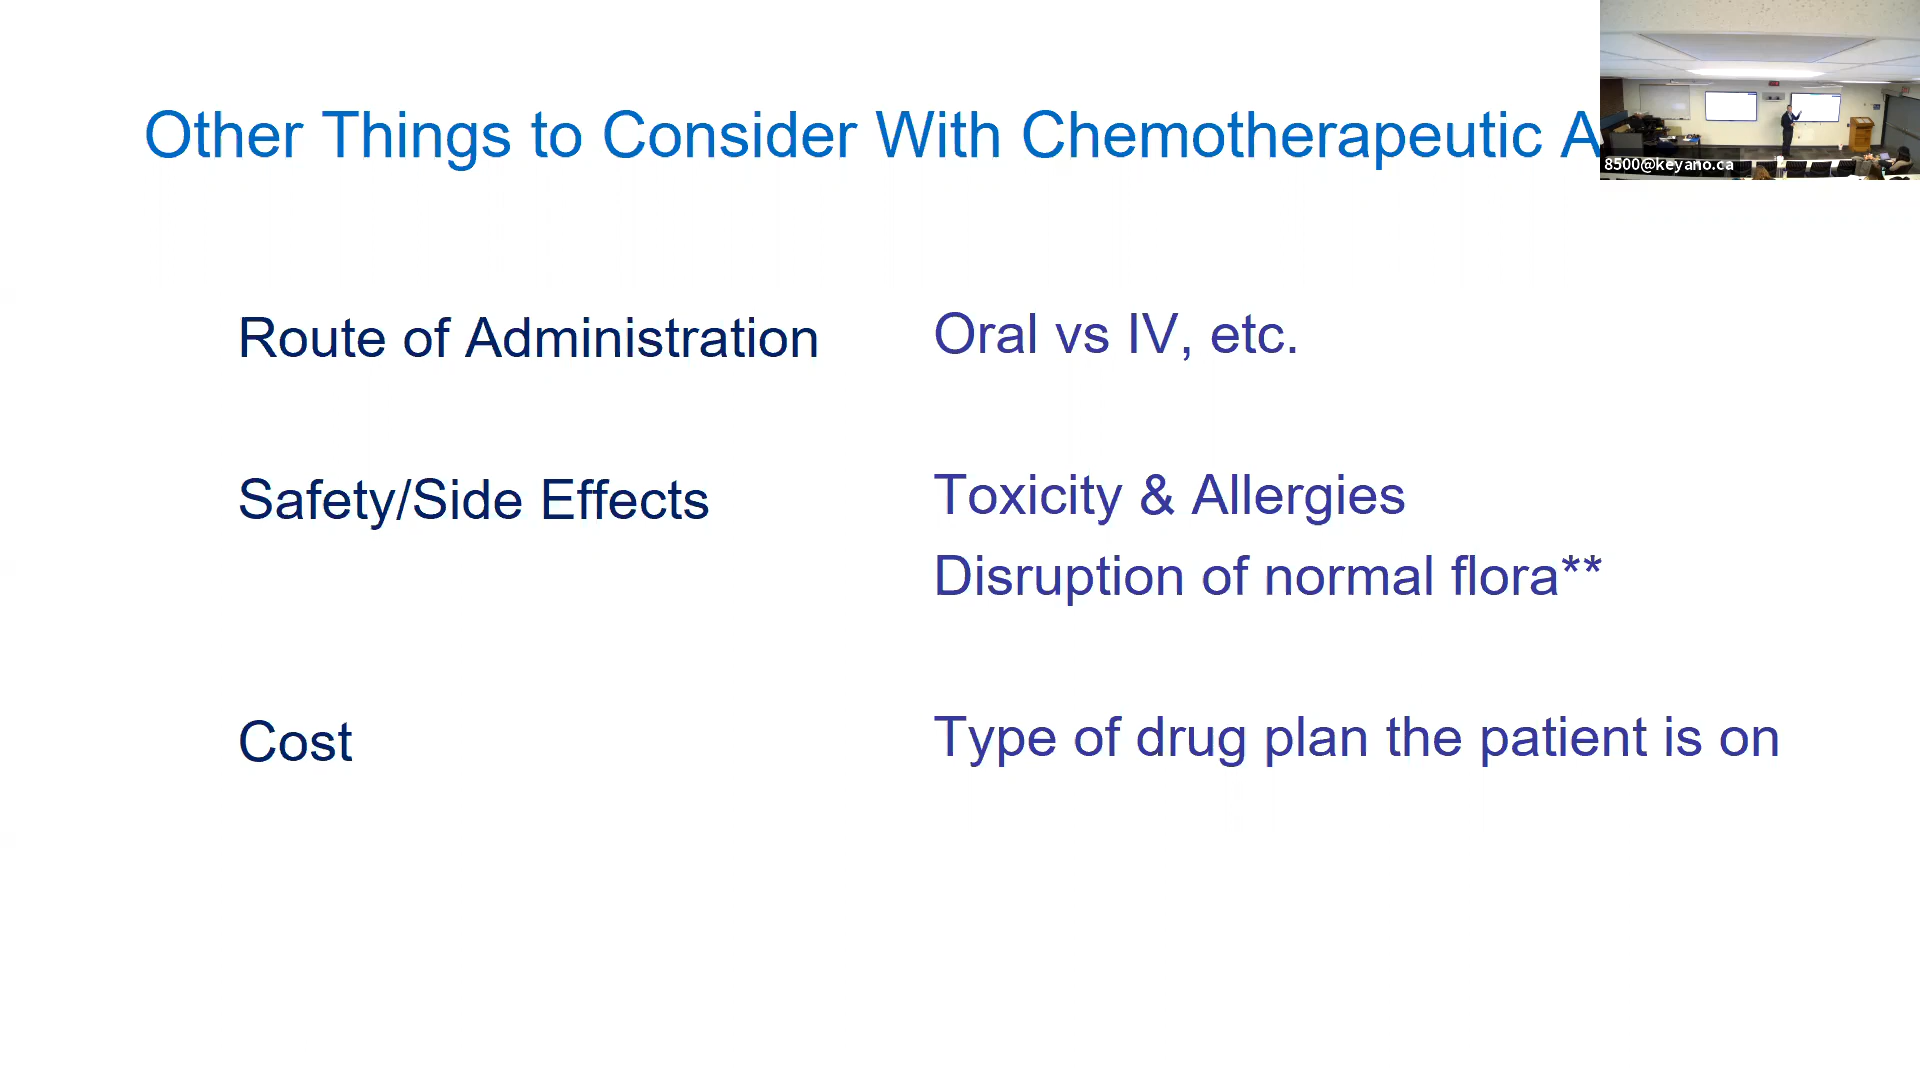 Other Things to Consider With Chemotherapeutic A
8500@keyano.ca
Route of Administration
Oral vs IV, etc.
Safety/Side Effects
Toxicity & Allergies
Disruption of normal flora**
Cost
Type of drug plan the patient is on